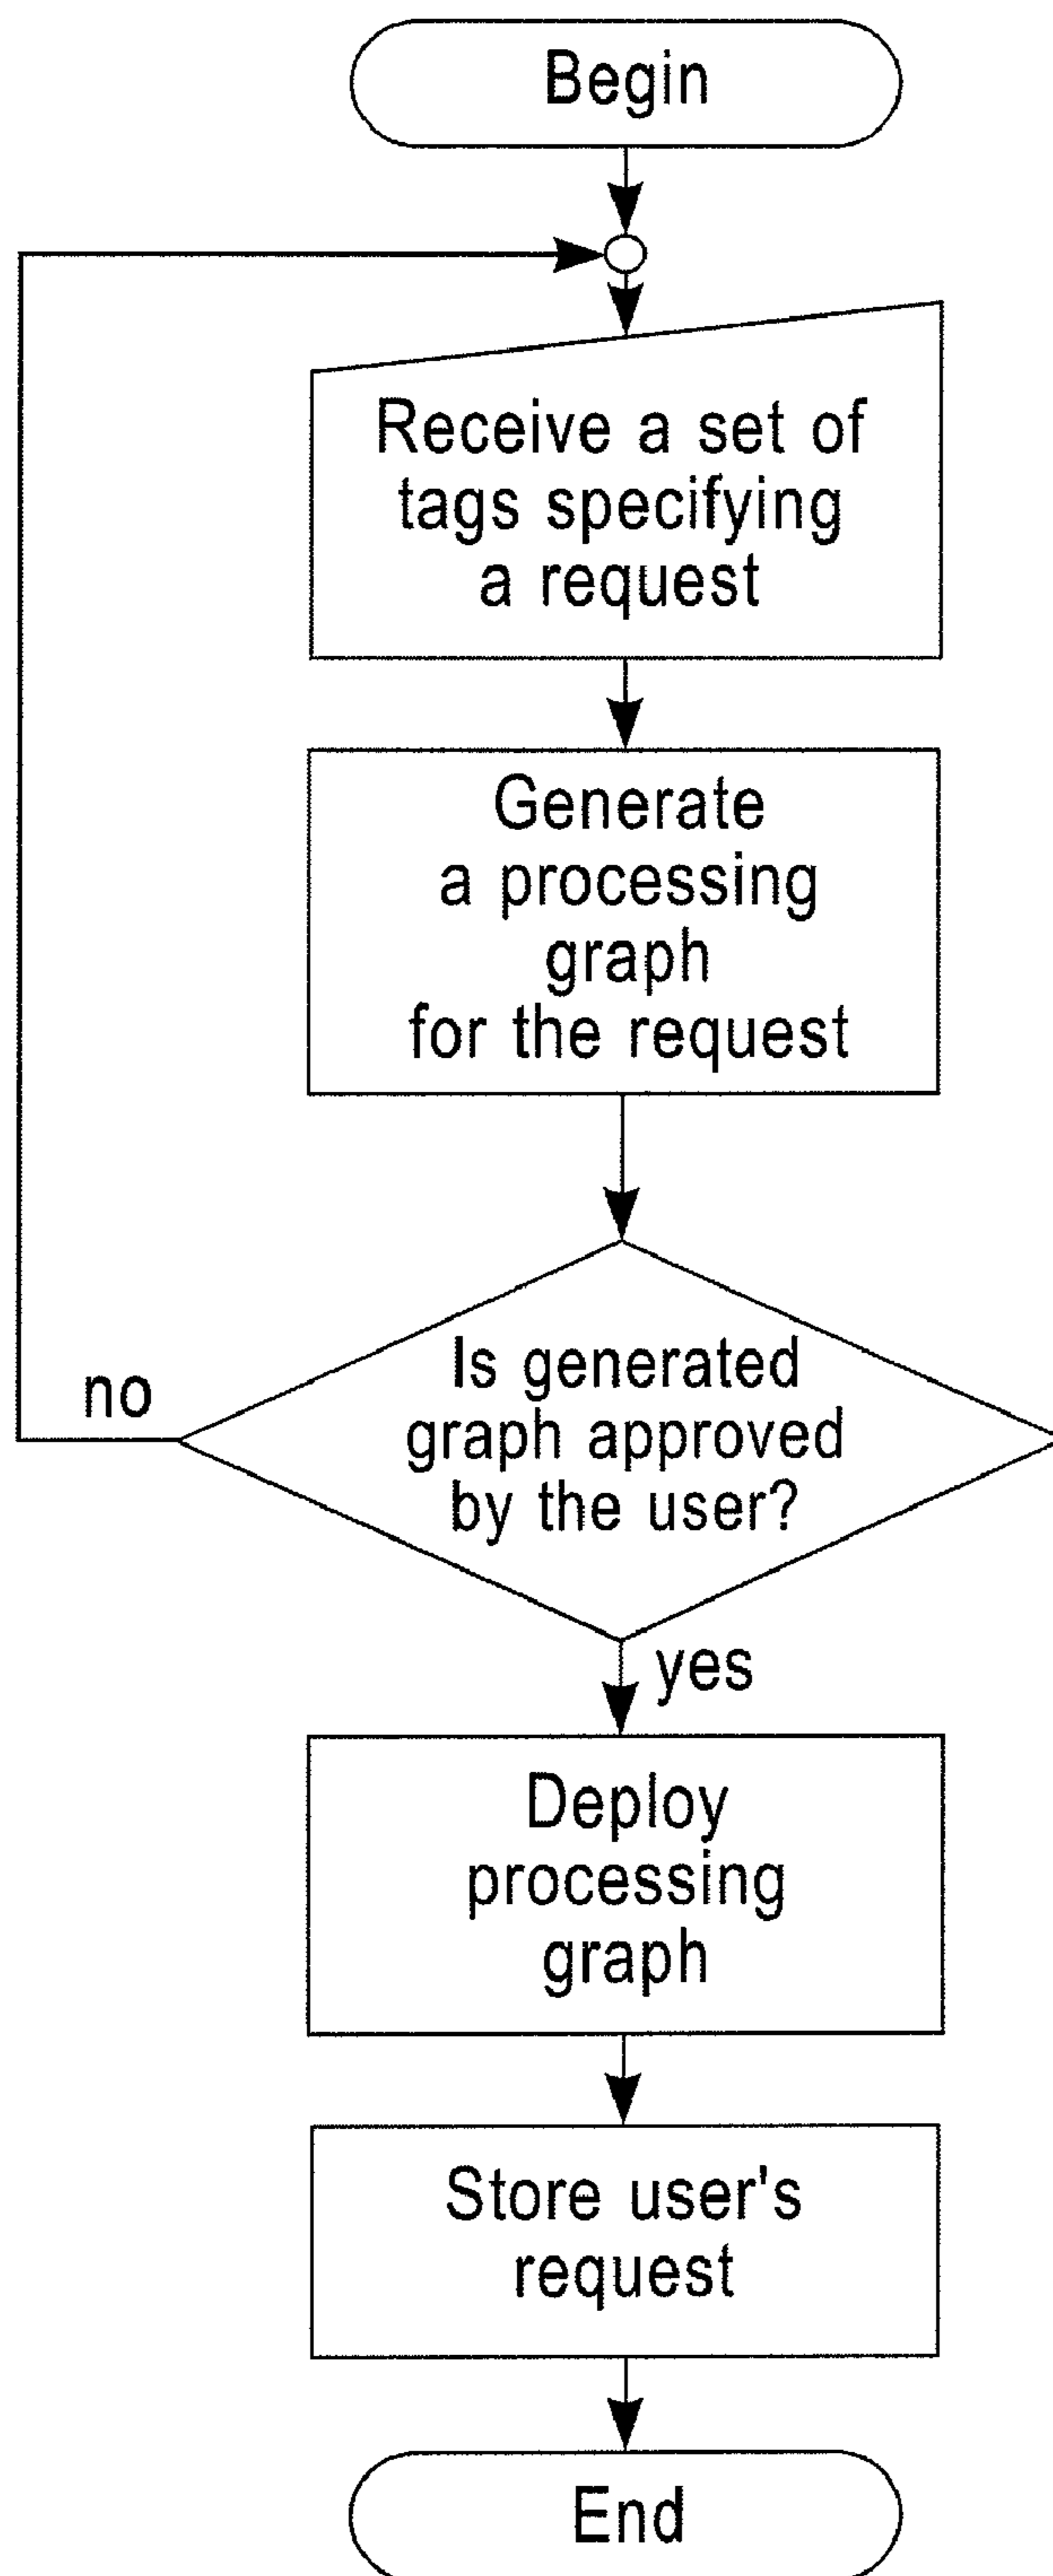 Begin
Receive a set of
tags specifying
a request
Generate
a processing
graph
for the request
Is generated
graph approved
by the user?
no
yes
Deploy
processing
graph
Store user's
request
End